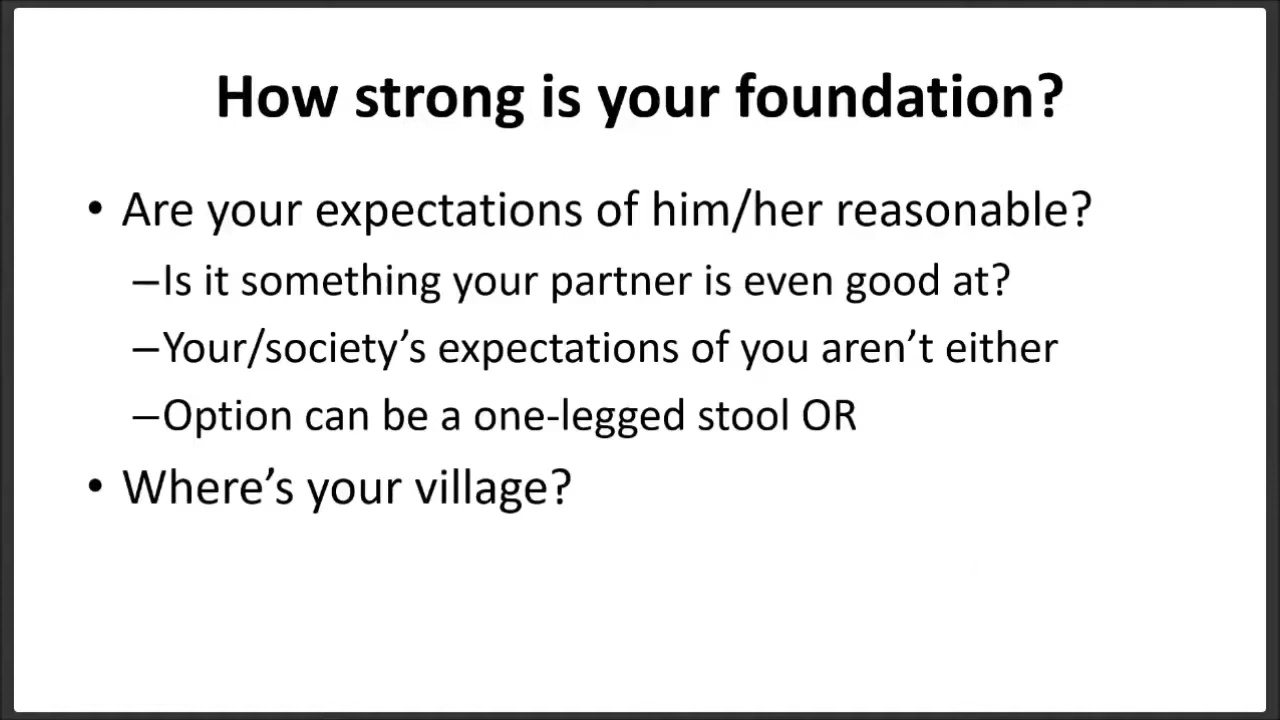 How strong is your foundation?
• Are your expectations of him/her reasonable?
–Is it something your partner is even good at?
–Your/society’s expectations of you aren’t either
–Option can be a one-legged stool OR
• Where’s your village?